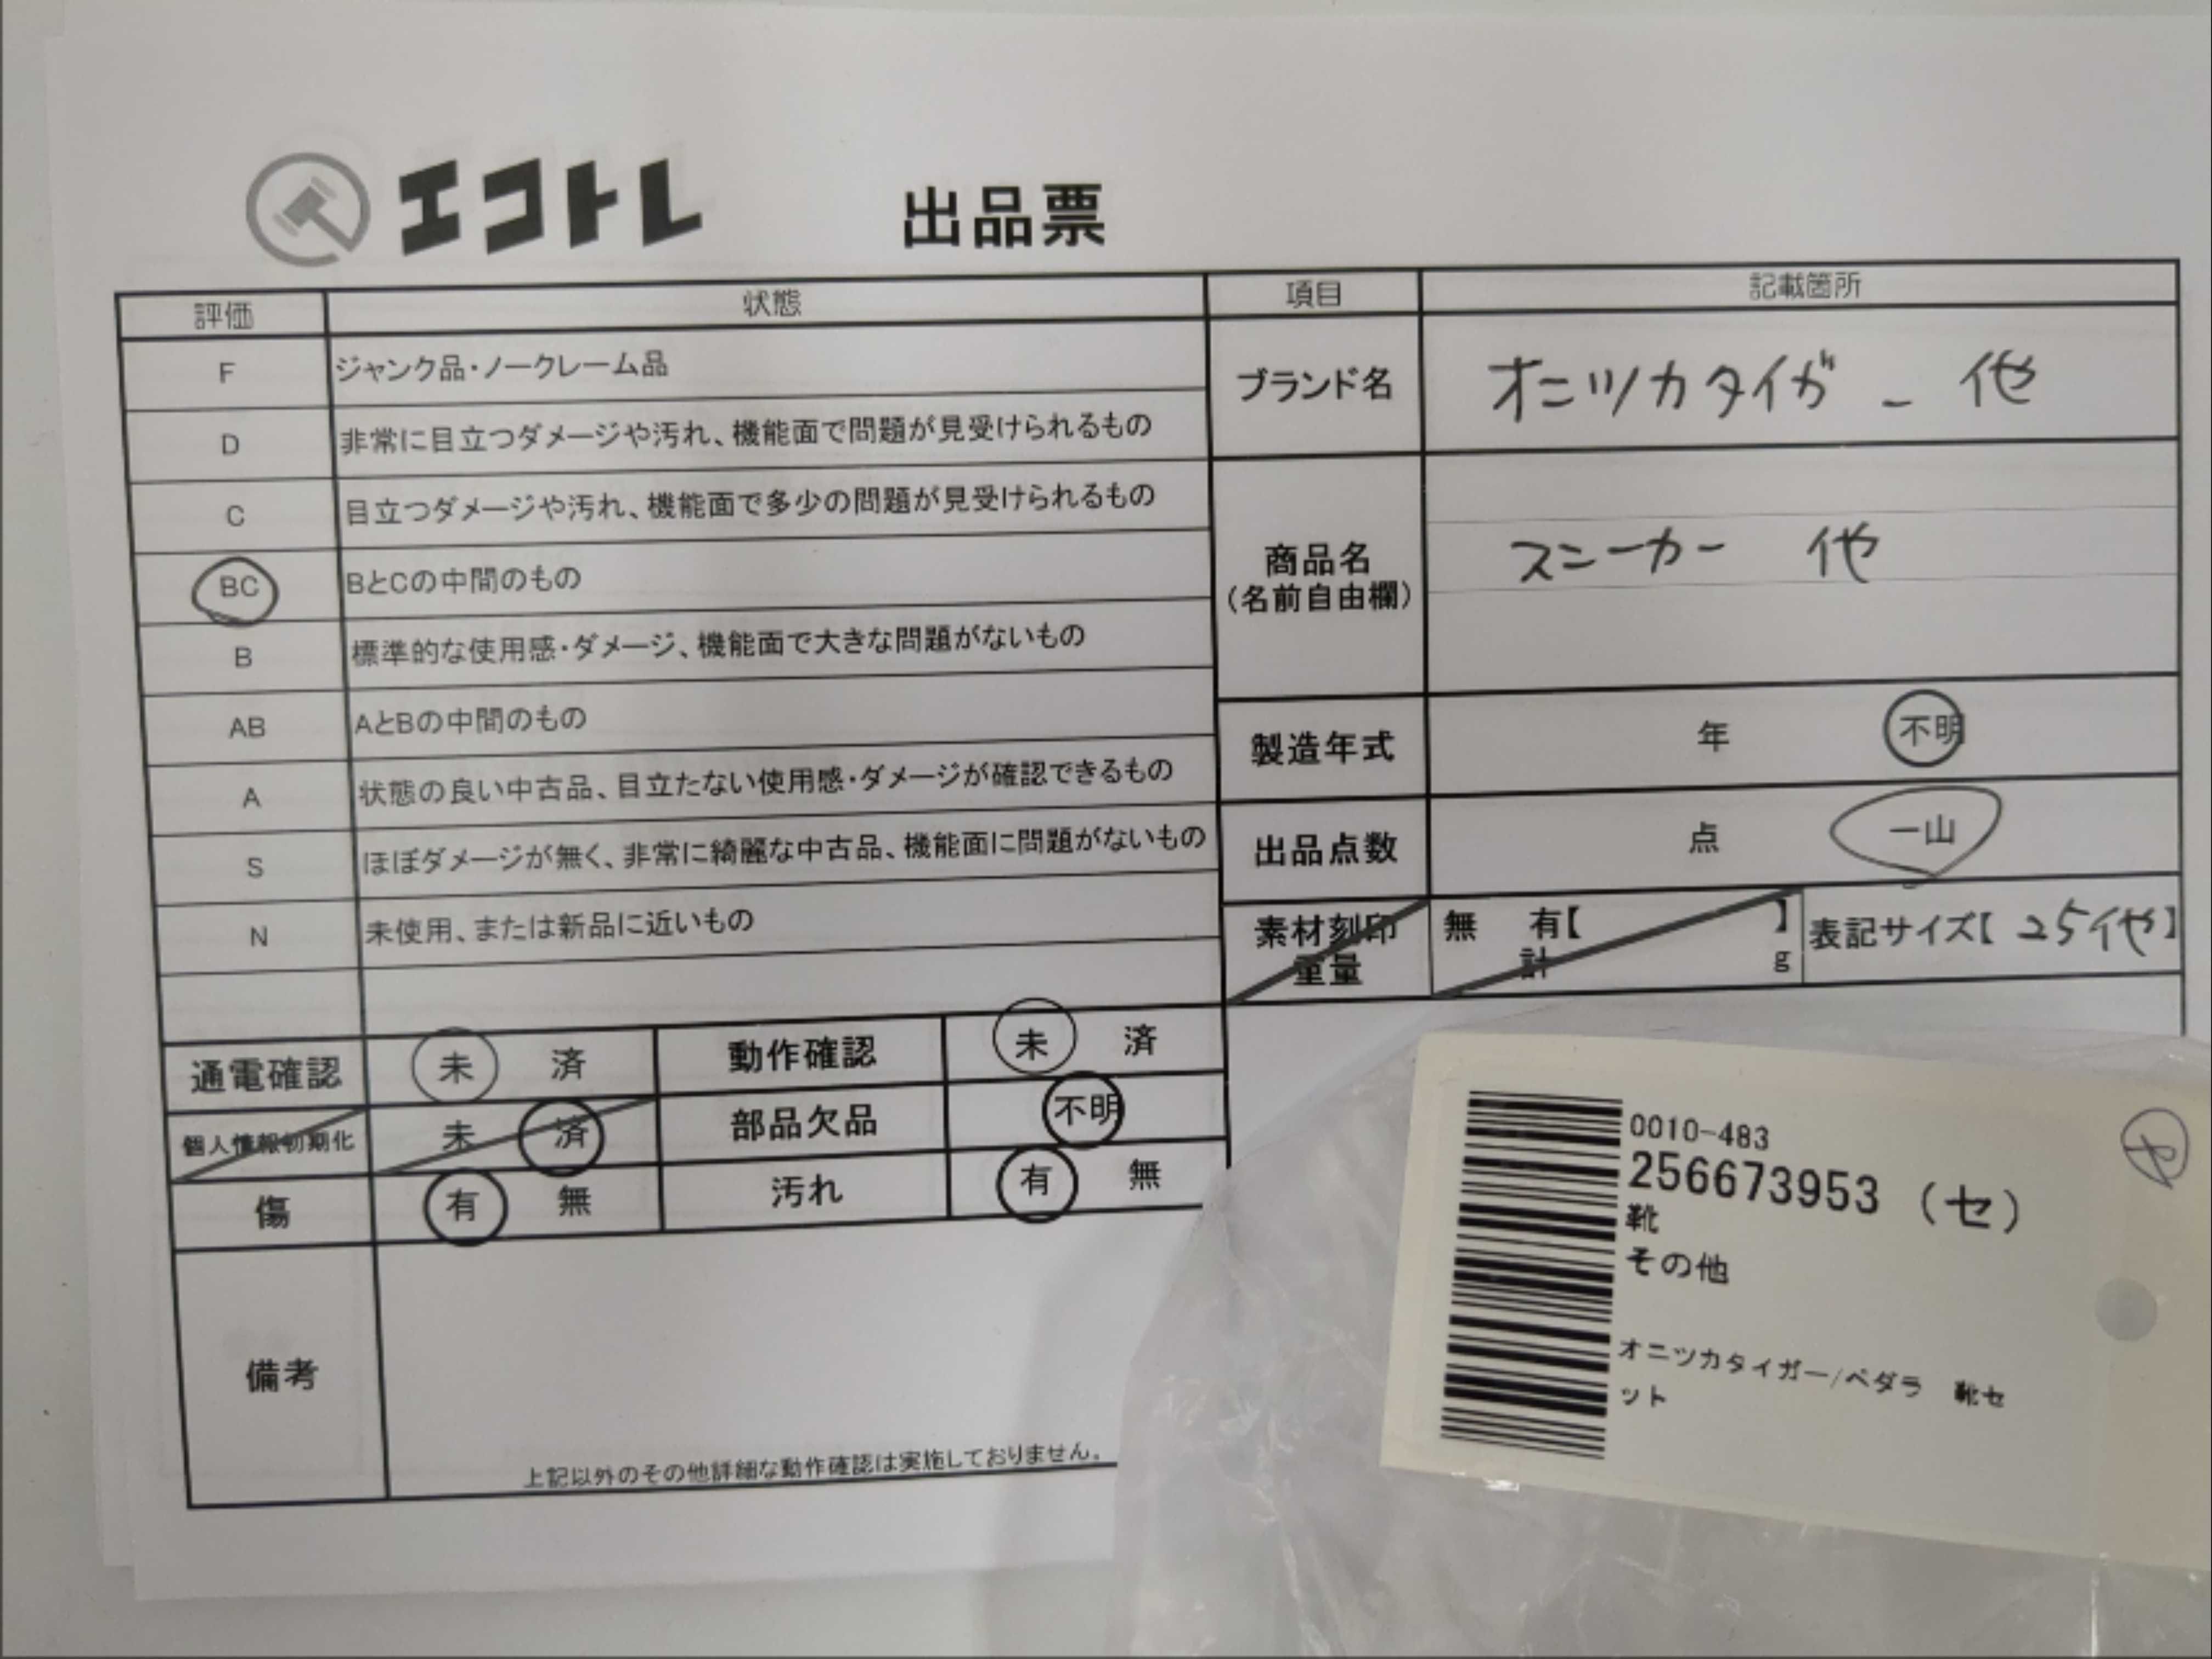 エコトレ 出品票
評価 状態 項目 記載箇所
F ジャンク品・ノークレーム品
D 非常に目立つダメージや汚れ、機能面で問題が見受けられるもの
C 目立つダメージや汚れ、機能面で多少の問題が見受けられるもの
BC BとCの中間のもの
B 標準的な使用感・ダメージ、機能面で大きな問題がないもの
AB AとBの中間のもの
A 状態の良い中古品、目立たない使用感・ダメージが確認できるもの
S ほぼダメージが無く、非常に綺麗な中古品、機能面に問題がないもの
N 未使用、または新品に近いもの
ブランド名 オニツカタイガー 他
商品名
(名前自由欄)
スニーカー 他
製造年式 年 不明
出品点数 点 一山
素材刻印 無 有【 】 表記サイズ【 25他】
重量 計 g
通電確認 未 済 動作確認 未 済
個人情報初期化 未 済 部品欠品 不明
傷 有 無 汚れ 有 無
備考
上記以外のその他詳細な動作確認は実施しておりません。
0010-483
256673953 (セ)
靴
その他
オニツカタイガー/ペダラ 靴セ
ット